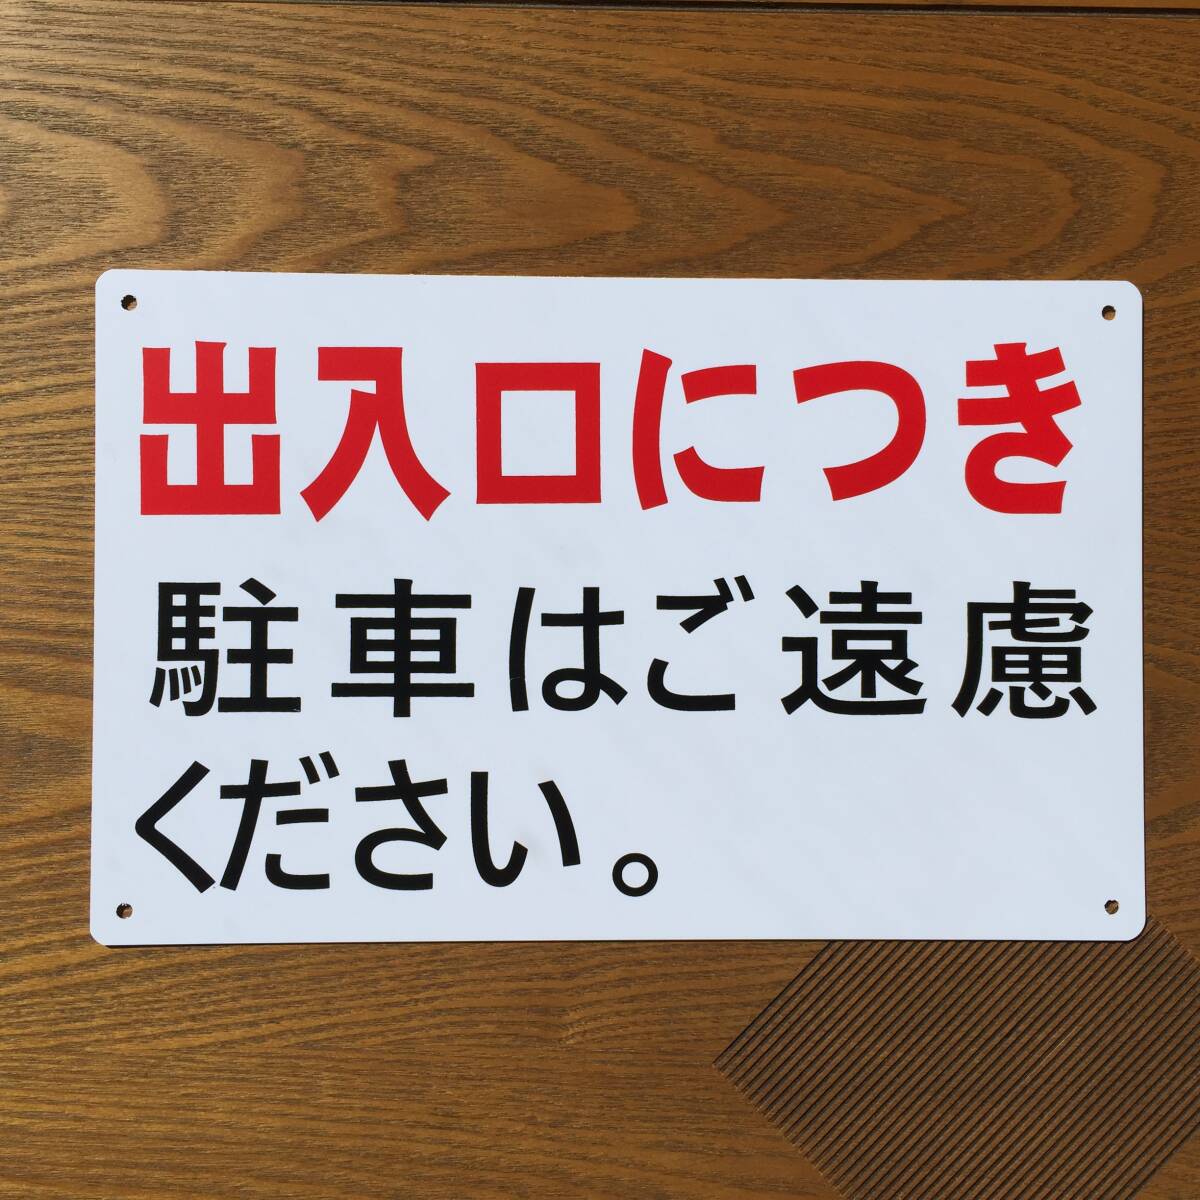 出入口につき
駐車はご遠慮
ください。